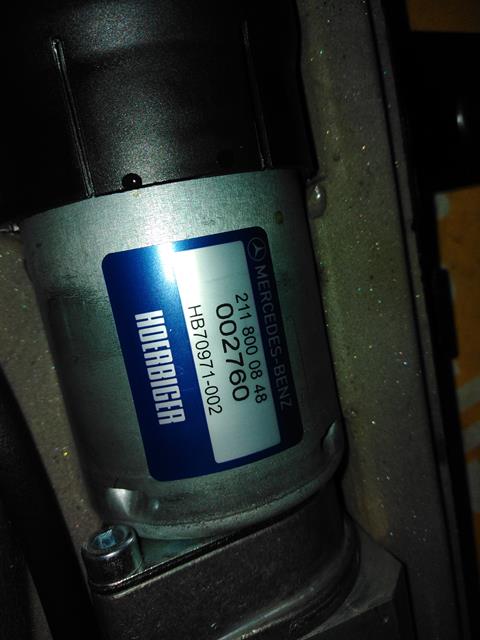 MERCEDES-BENZ
211 800 08 48
002760
HB70971-002
HOERBIGER